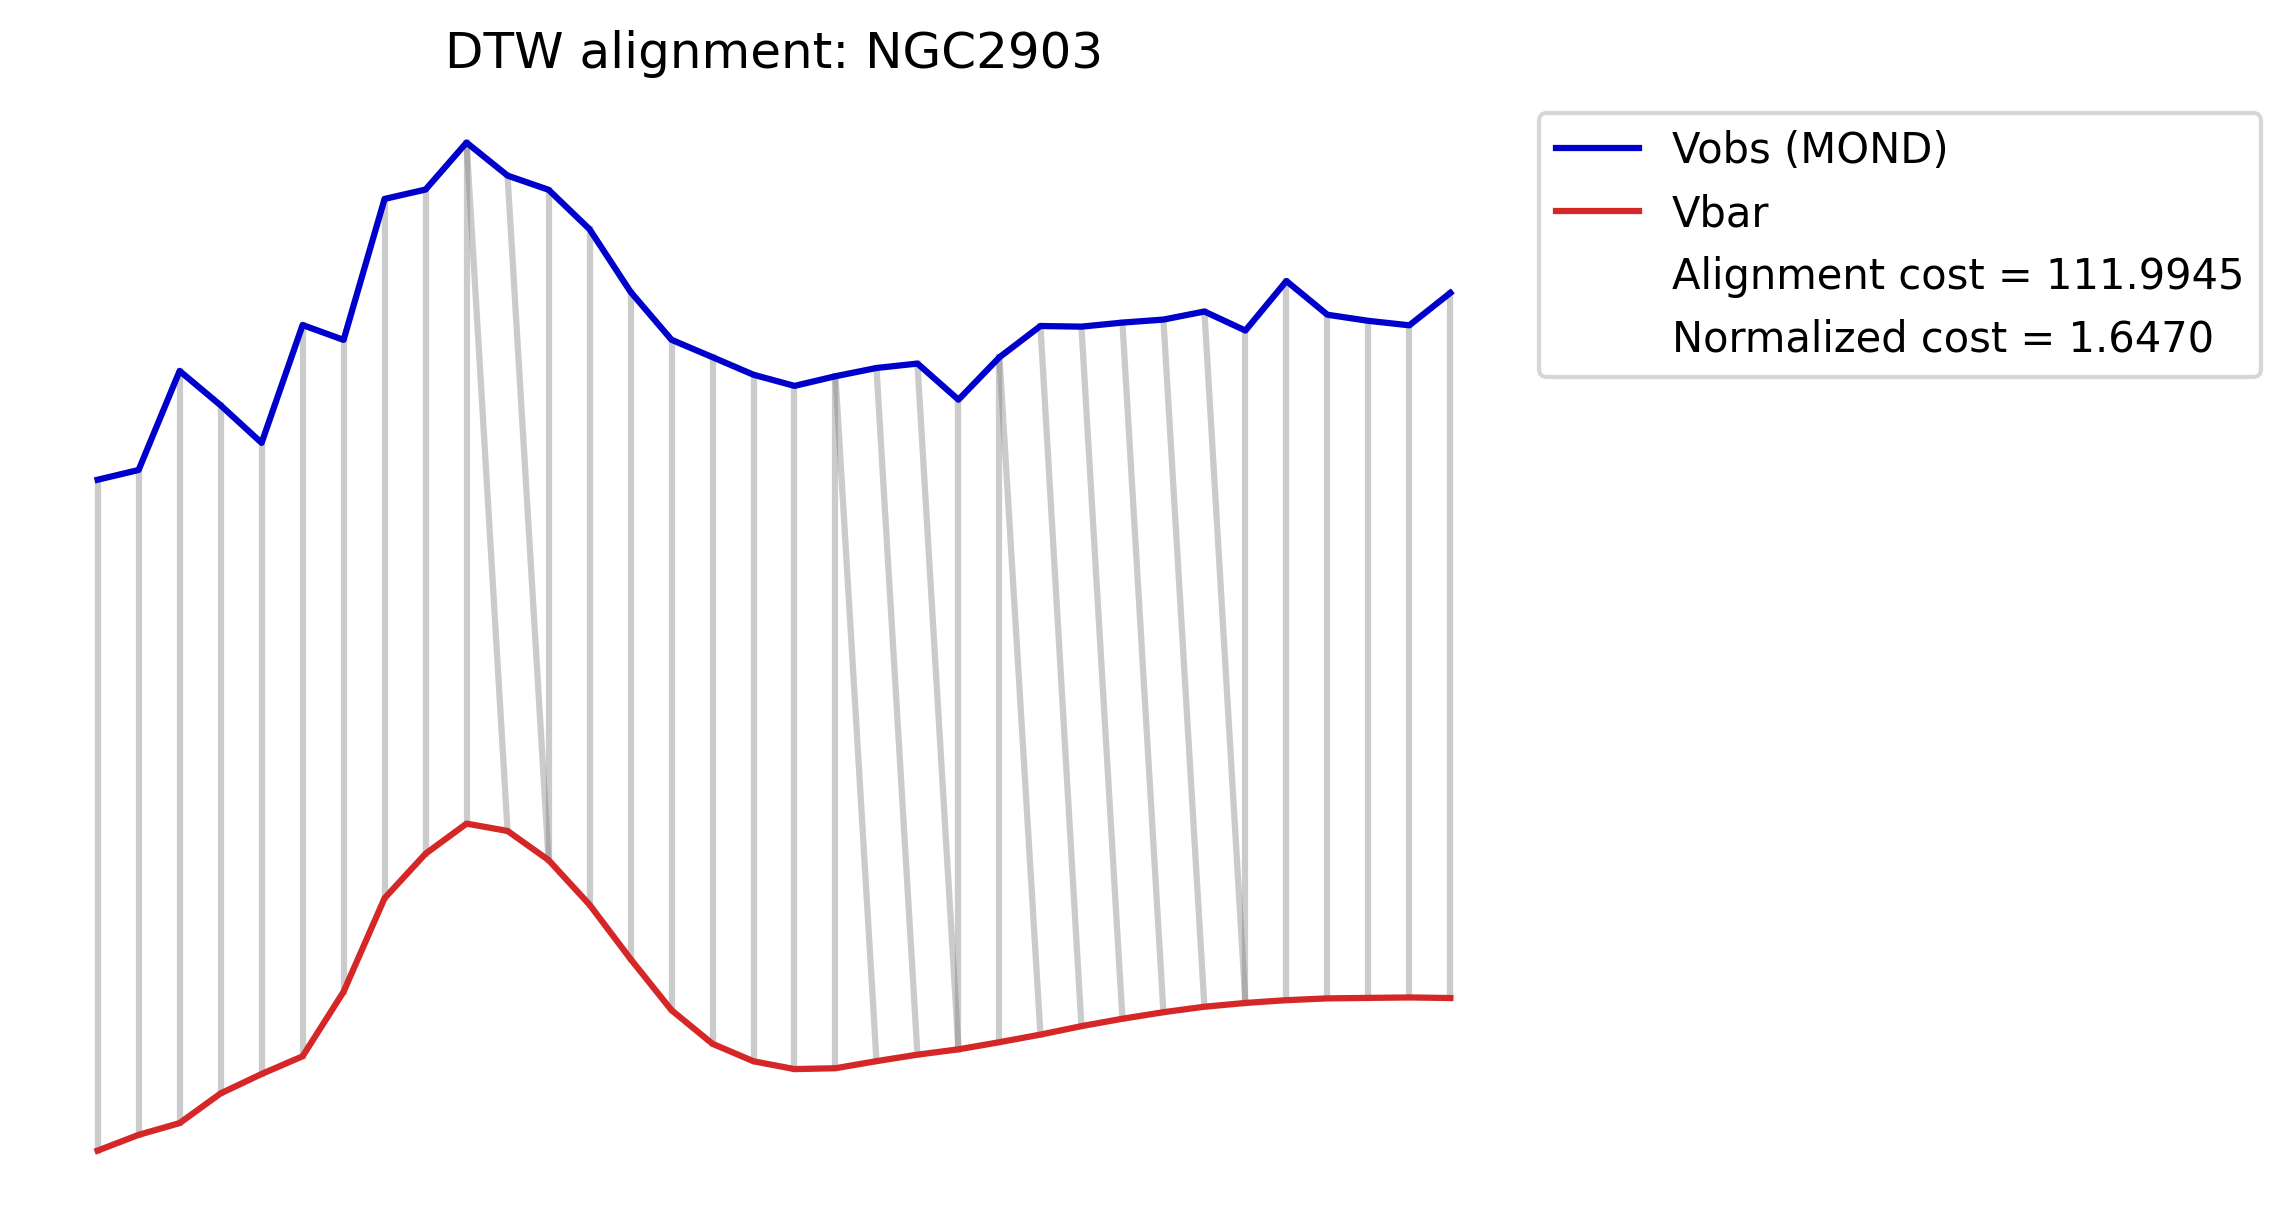 DTW alignment: NGC2903
Vobs (MOND)
Vbar
Alignment cost = 111.9945
Normalized cost = 1.6470